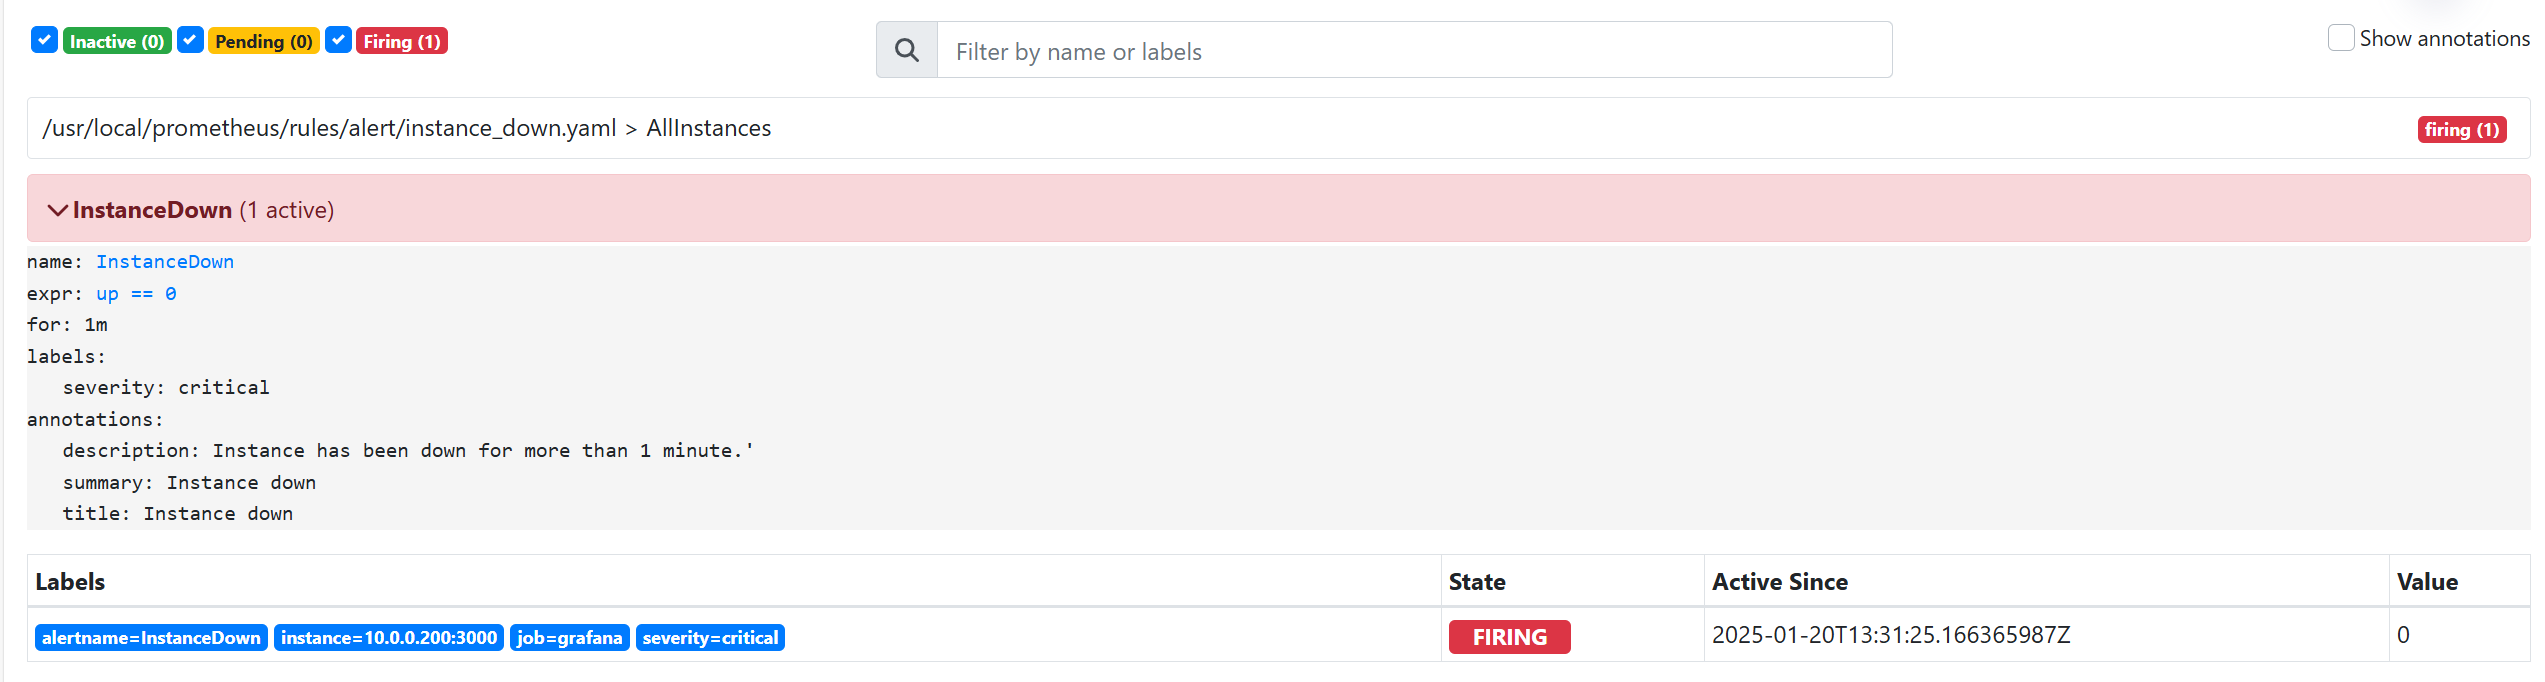 Inactive (0) Pending (0) Firing (1)
Filter by name or labels
Show annotations
/usr/local/prometheus/rules/alert/instance_down.yaml > AllInstances
firing (1)
InstanceDown (1 active)
name: InstanceDown
expr: up == 0
for: 1m
labels:
severity: critical
annotations:
description: Instance has been down for more than 1 minute.'
summary: Instance down
title: Instance down
Labels State Active Since Value
alertname=InstanceDown instance=10.0.0.200:3000 job=grafana severity=critical FIRING 2025-01-20T13:31:25.166365987Z 0